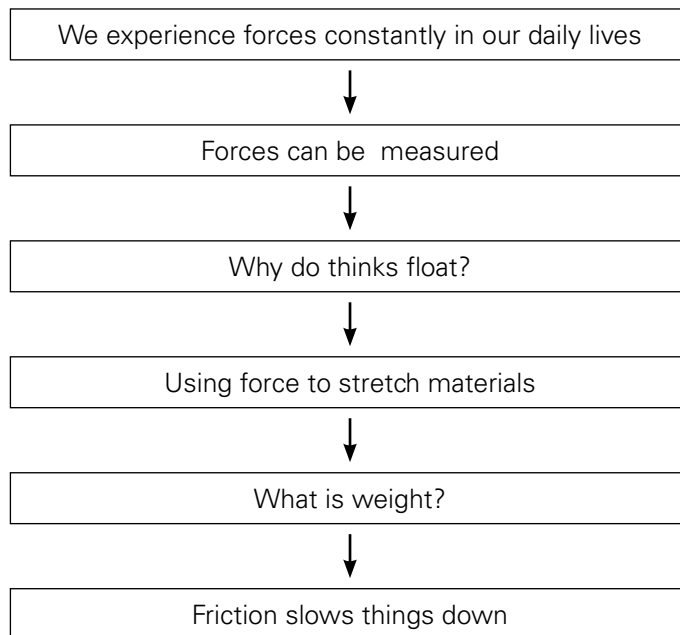 We experience forces constantly in our daily lives
Forces can be measured
Why do thinks float?
Using force to stretch materials
What is weight?
Friction slows things down